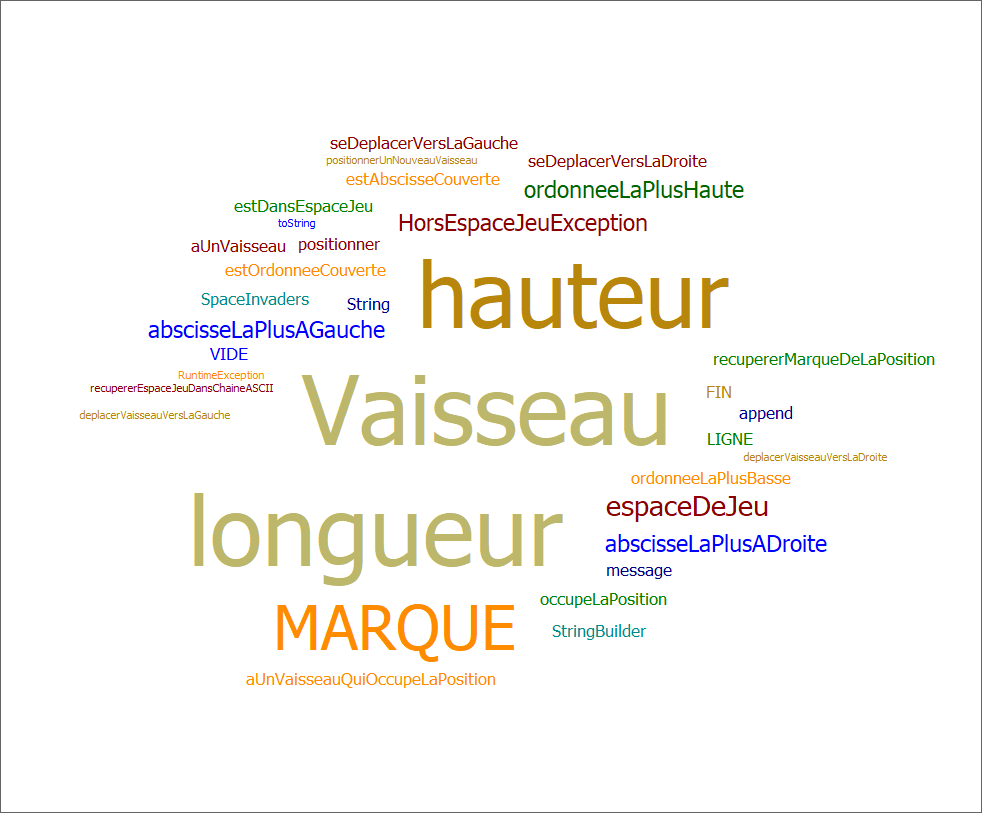 seDeplacerVersLaGauche
positionnerUnNouveauVaisseau
seDeplacerVersLaDroite
estAbscisseCouverte
ordonneeLaPlusHaute
estDansEspaceJeu
toString
HorsEspaceJeuException
aUnVaisseau
positionner
estOrdonneeCouverte
hauteur
SpaceInvaders
String
abscisseLaPlusAGauche
VIDE
recupererMarqueDeLaPosition
RuntimeException
recupererEspaceJeuDansChaineASCII
FIN
Vaisseau
append
deplacerVaisseauVersLaGauche
LIGNE
deplacerVaisseauVersLaDroite
ordonneeLaPlusBasse
espaceDeJeu
longueur
abscisseLaPlusADroite
message
occupeLaPosition
MARQUE
StringBuilder
aUnVaisseauQuiOccupeLaPosition